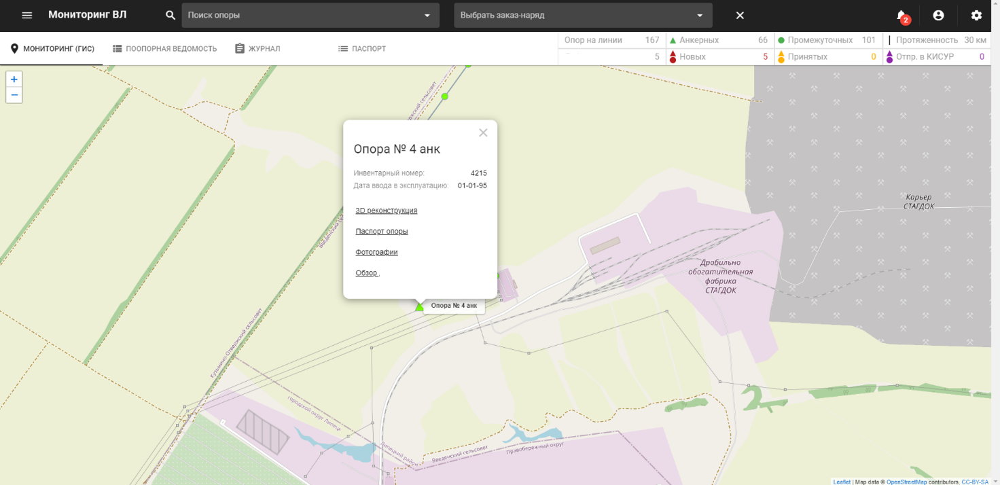 Мониторинг ВЛ
Поиск опоры
Выбрать заказ-наряд
2
МОНИТОРИНГ (ГИС)
ПООПОРНАЯ ВЕДОМОСТЬ
ЖУРНАЛ
ПАСПОРТ
Опор на линии 167
Анкерных 66
Промежуточных 101
Протяженность 30 км
5
Новых 5
Принятых 0
Отпр. в КИСУР 0
+
−
Опора № 4 анк
Инвентарный номер: 4215
Дата ввода в эксплуатацию: 01-01-95
3D реконструкция
Паспорт опоры
Фотографии
Обзор ,
Опора № 4 анк
Введенский сельсовет
Кузьмино-Отвержский сельсовет
Карьер
СТАГДОК
Дробильно
обогатительная
фабрика
СТАГДОК
городской округ Липецк
Липецкий район
Введенский сельсовет
Правобережный округ
Leaflet | Map data © OpenStreetMap contributors, CC-BY-SA